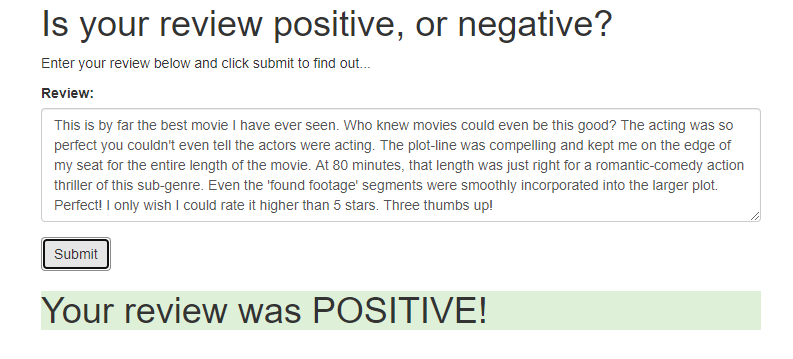 Is your review positive, or negative?
Enter your review below and click submit to find out...
Review:
This is by far the best movie I have ever seen. Who knew movies could even be this good? The acting was so
perfect you couldn't even tell the actors were acting. The plot-line was compelling and kept me on the edge of
my seat for the entire length of the movie. At 80 minutes, that length was just right for a romantic-comedy action
thriller of this sub-genre. Even the 'found footage' segments were smoothly incorporated into the larger plot.
Perfect! I only wish I could rate it higher than 5 stars. Three thumbs up!
Submit
Your review was POSITIVE!